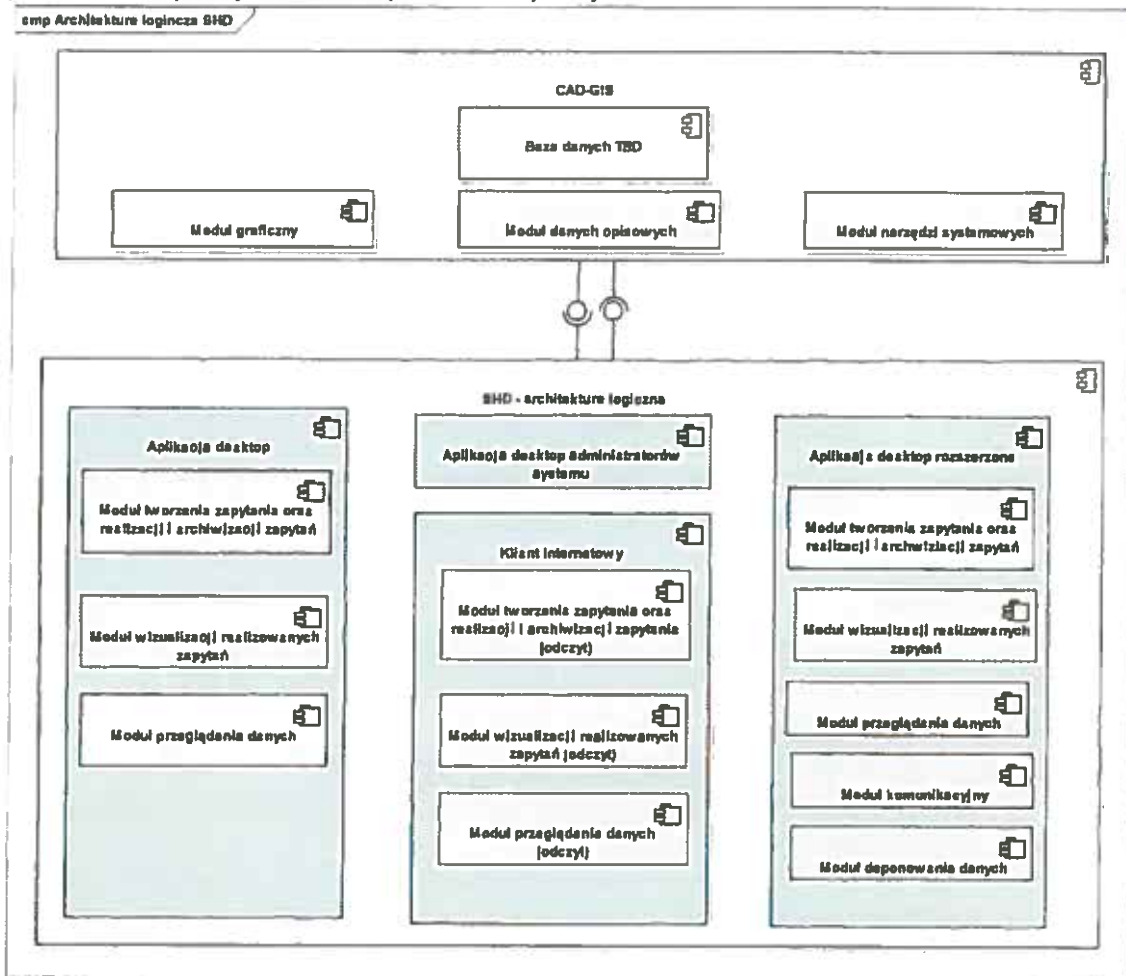 cmp Architektura logincza SHD
CAD-GIS
Baza danych TBD
Moduł graficzny
Moduł danych opisowych
Moduł narzędzi systemowych
SHD - architektura logiczna
Aplikacja desktop
Moduł tworzenia zapytania oraz
realizacji i archiwizacji zapytań
Moduł wizualizacji realizowanych
zapytań
Moduł przeglądania danych
Aplikacja desktop administratorów
systemu
Klient Internetowy
Moduł tworzenia zapytania oraz
realizacji i archiwizacji zapytania
(odczyt)
Moduł wizualizacji realizowanych
zapytań (odczyt)
Moduł przeglądania danych
(odczyt)
Aplikacja desktop rozszerzona
Moduł tworzenia zapytania oraz
realizacji i archwiziacji zapytań
Moduł wizualizacji realizowanych
zapytań
Moduł przeglądania danych
Moduł komunikacyjny
Moduł deponowania danych